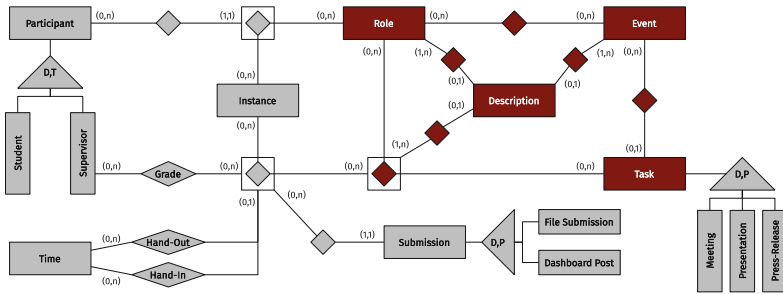 Participant
(0,n)
(1,1)
(0,n)
Role
(0,n)
(0,n)
Event
(0,n)
(1,n)
(1,n)
(0,n)
D,T
(0,n)
(0,1)
(0,1)
Instance
Description
(0,n)
(0,1)
Student
Supervisor
(1,n)
(0,1)
(0,n)
Grade
(0,n)
(0,n)
(0,n)
Task
D,P
(0,1)
(0,n)
Meeting
Presentation
Press-Release
File Submission
(0,n)
Hand-Out
(1,1)
Submission
D,P
Time
Dashboard Post
Hand-In
(0,n)